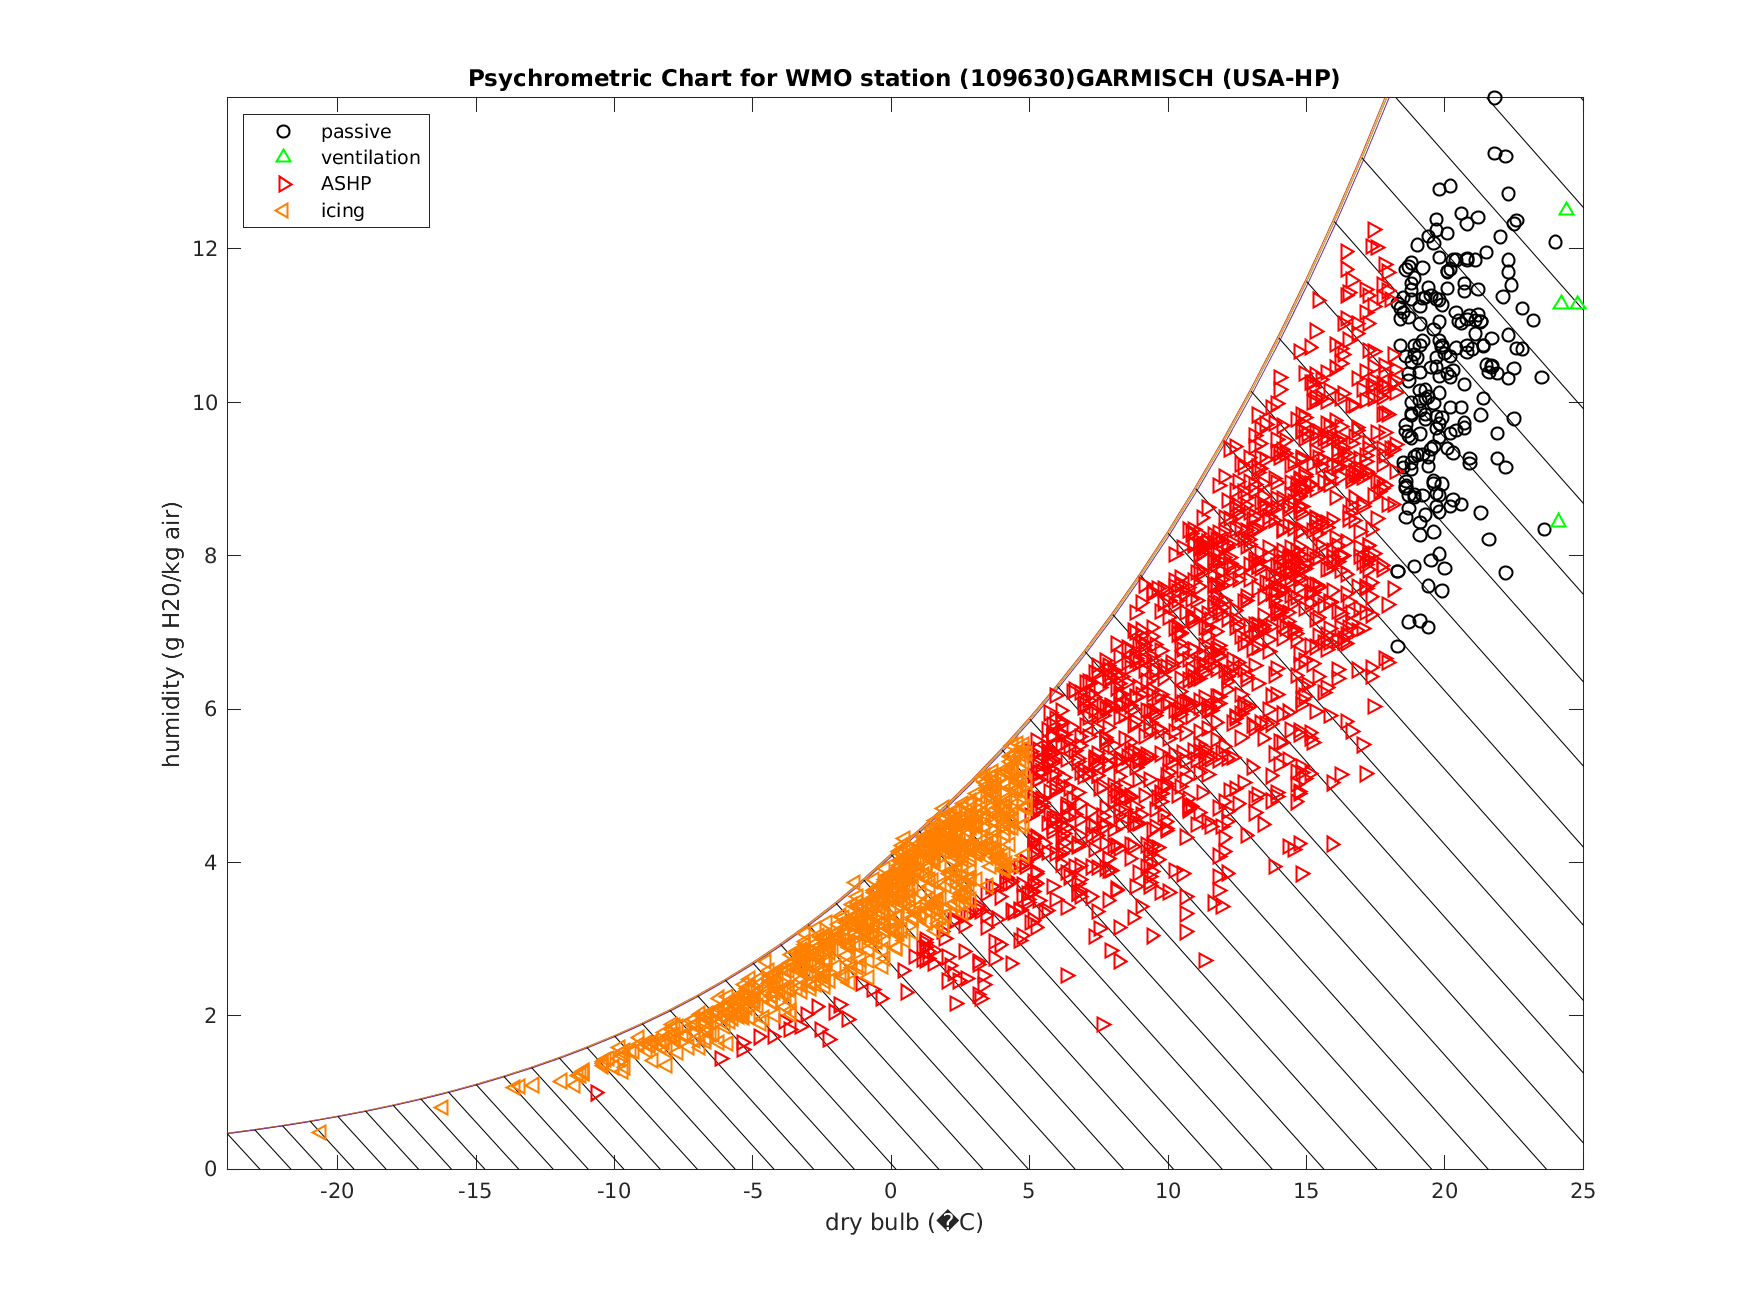 Psychrometric Chart for WMO station (109630)GARMISCH (USA-HP)
passive
ventilation
ASHP
icing
humidity (g H20/kg air)
12
10
8
6
4
2
0
-20 -15 -10 -5 0 5 10 15 20 25
dry bulb (�C)